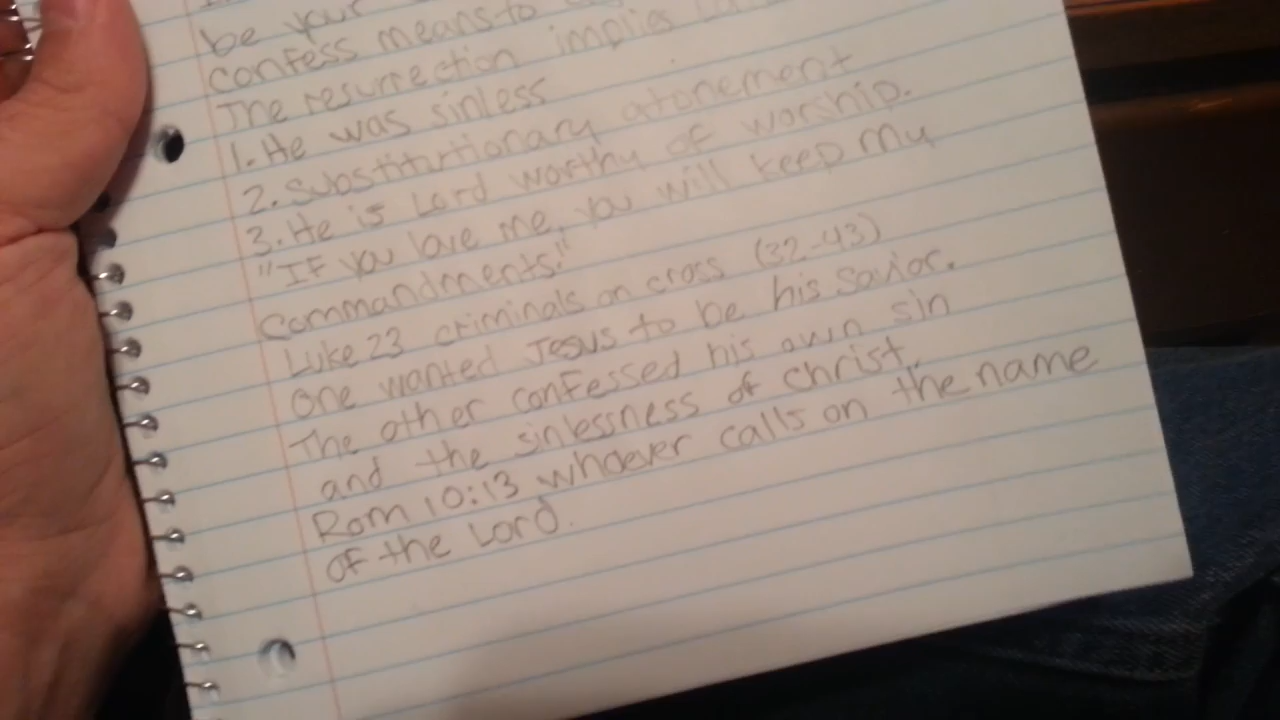 be your
confess means to
The resurrection implies
1. He was sinless
2. Substitutionary atonement
3. He is Lord worthy of worship.
"If you love me, you will keep my
commandments."
Luke 23 criminals on cross (32-43)
one wanted Jesus to be his savior.
The other confessed his own sin
and the sinlessness of Christ.
Rom 10:13 whoever calls on the name
of the Lord.